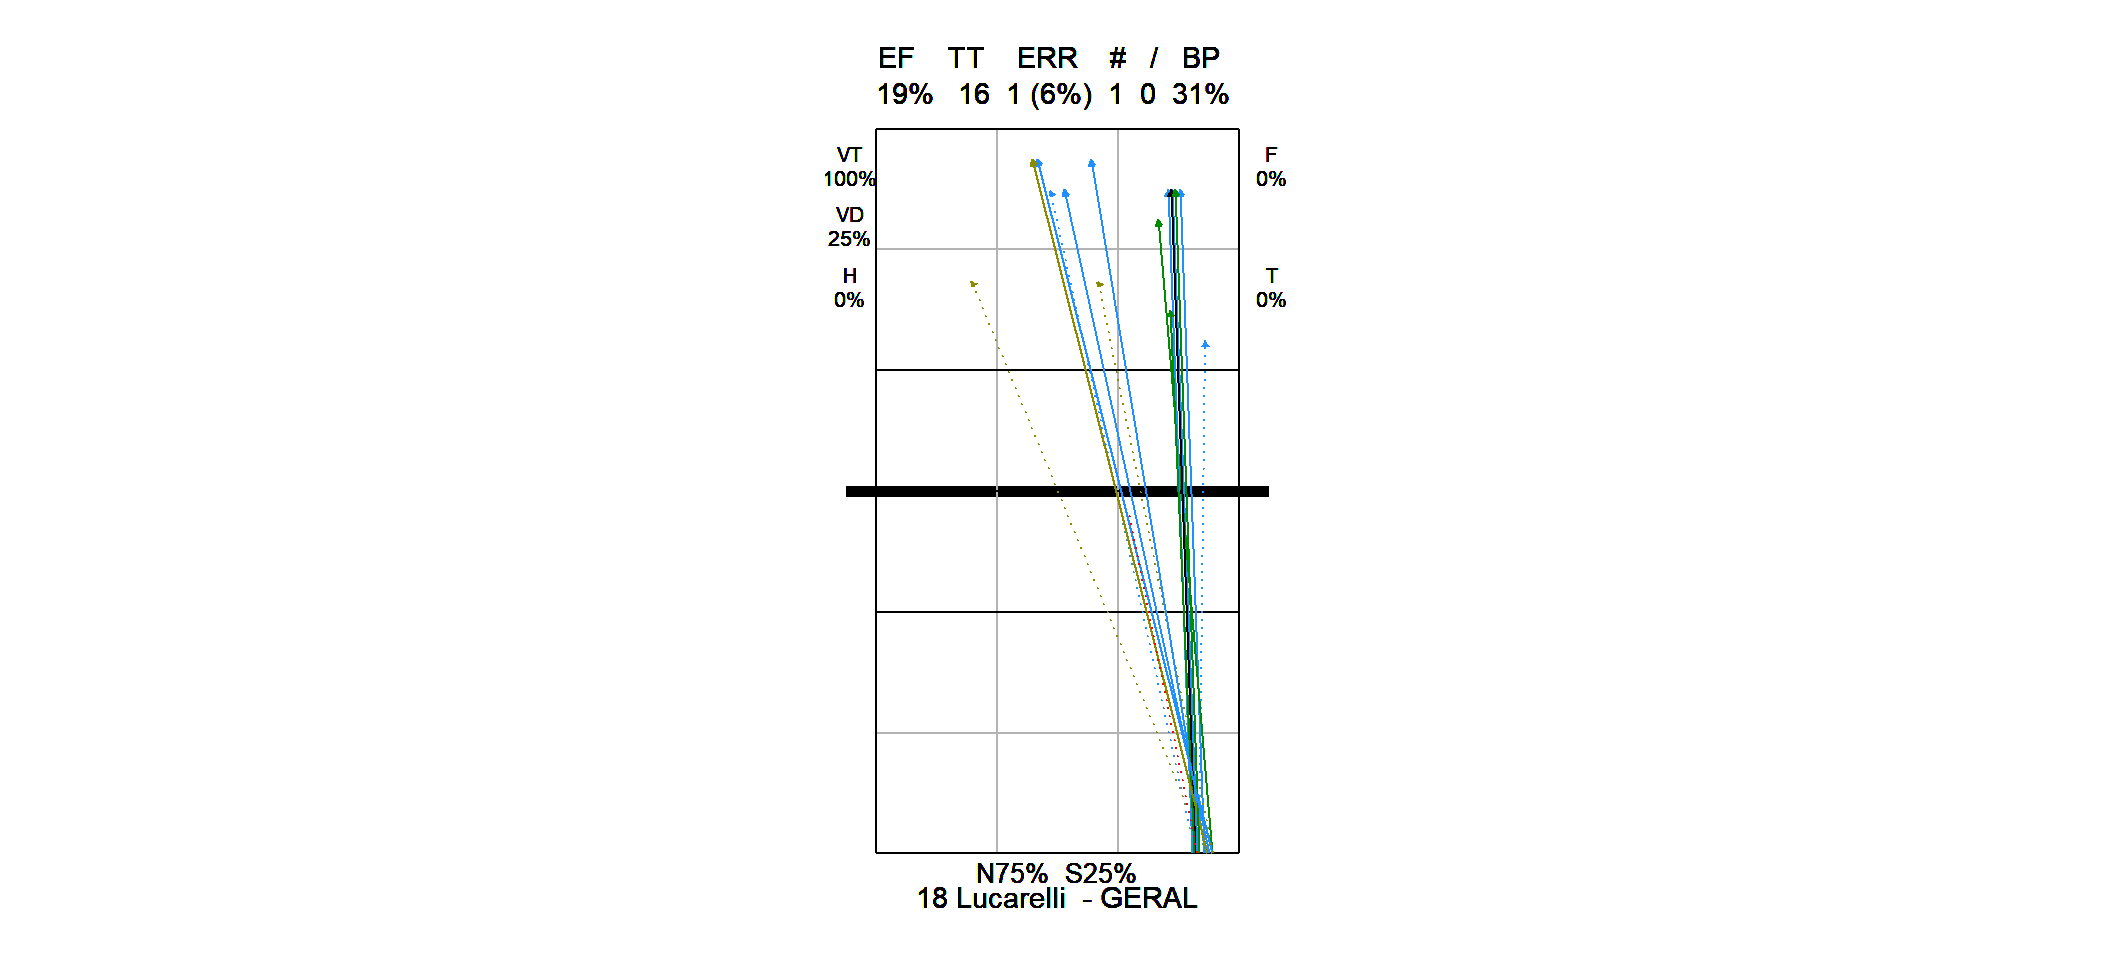 EF TT ERR # / BP
19% 16 1 (6%) 1 0 31%
VT
100%
VD
25%
H
0%
F
0%
T
0%
N75% S25%
18 Lucarelli - GERAL